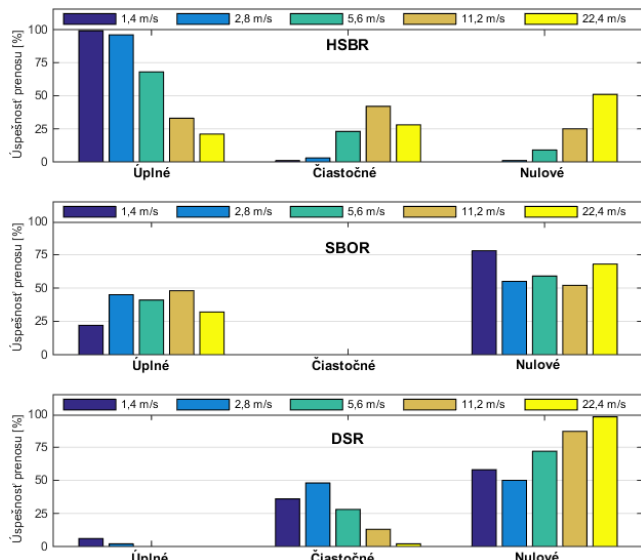 1,4 m/s 2,8 m/s 5,6 m/s 11,2 m/s 22,4 m/s
HSBR
Úspešnosť prenosu [%]
100
75
50
25
0
Úplné Čiastočné Nulové
1,4 m/s 2,8 m/s 5,6 m/s 11,2 m/s 22,4 m/s
SBOR
Úspešnosť prenosu [%]
100
75
50
25
0
Úplné Čiastočné Nulové
1,4 m/s 2,8 m/s 5,6 m/s 11,2 m/s 22,4 m/s
DSR
Úspešnosť prenosu [%]
100
75
50
25
0
Úplné Čiastočné Nulové